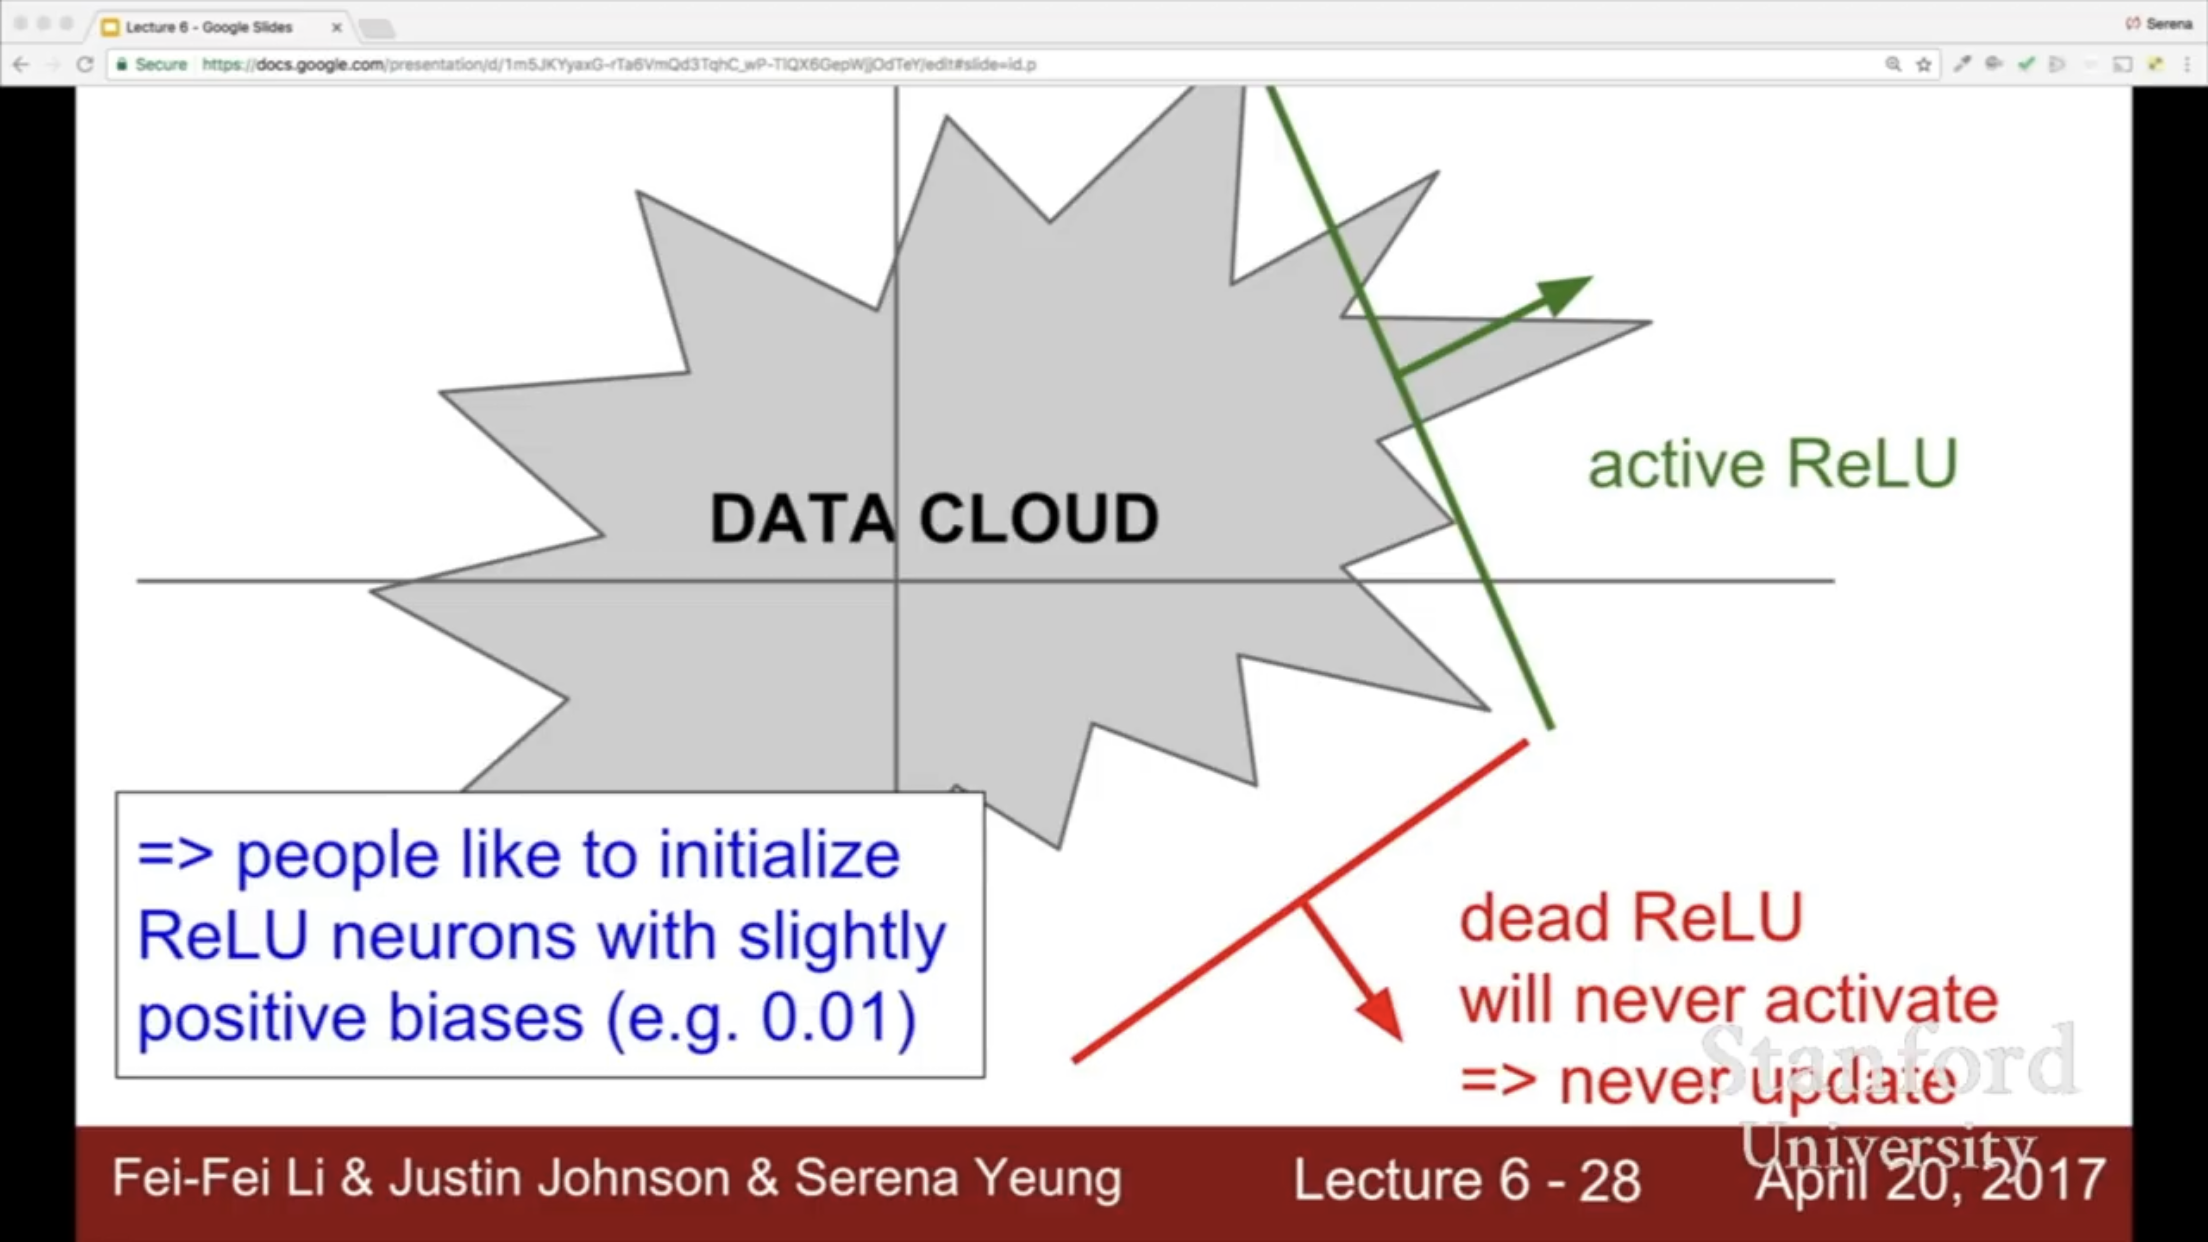 Lecture 6 - Google Slides
Serena
Secure https://docs.google.com/presentation/d/1m5JKYyaxG-rTa6VmQd3TqhC_wP-TlQX6GepWjjOdTeY/edit#slide=id.p
active ReLU
DATA CLOUD
=> people like to initialize
ReLU neurons with slightly
positive biases (e.g. 0.01)
dead ReLU
will never activate
=> never update
Stanford
University
Fei-Fei Li & Justin Johnson & Serena Yeung
Lecture 6 - 28
April 20, 2017